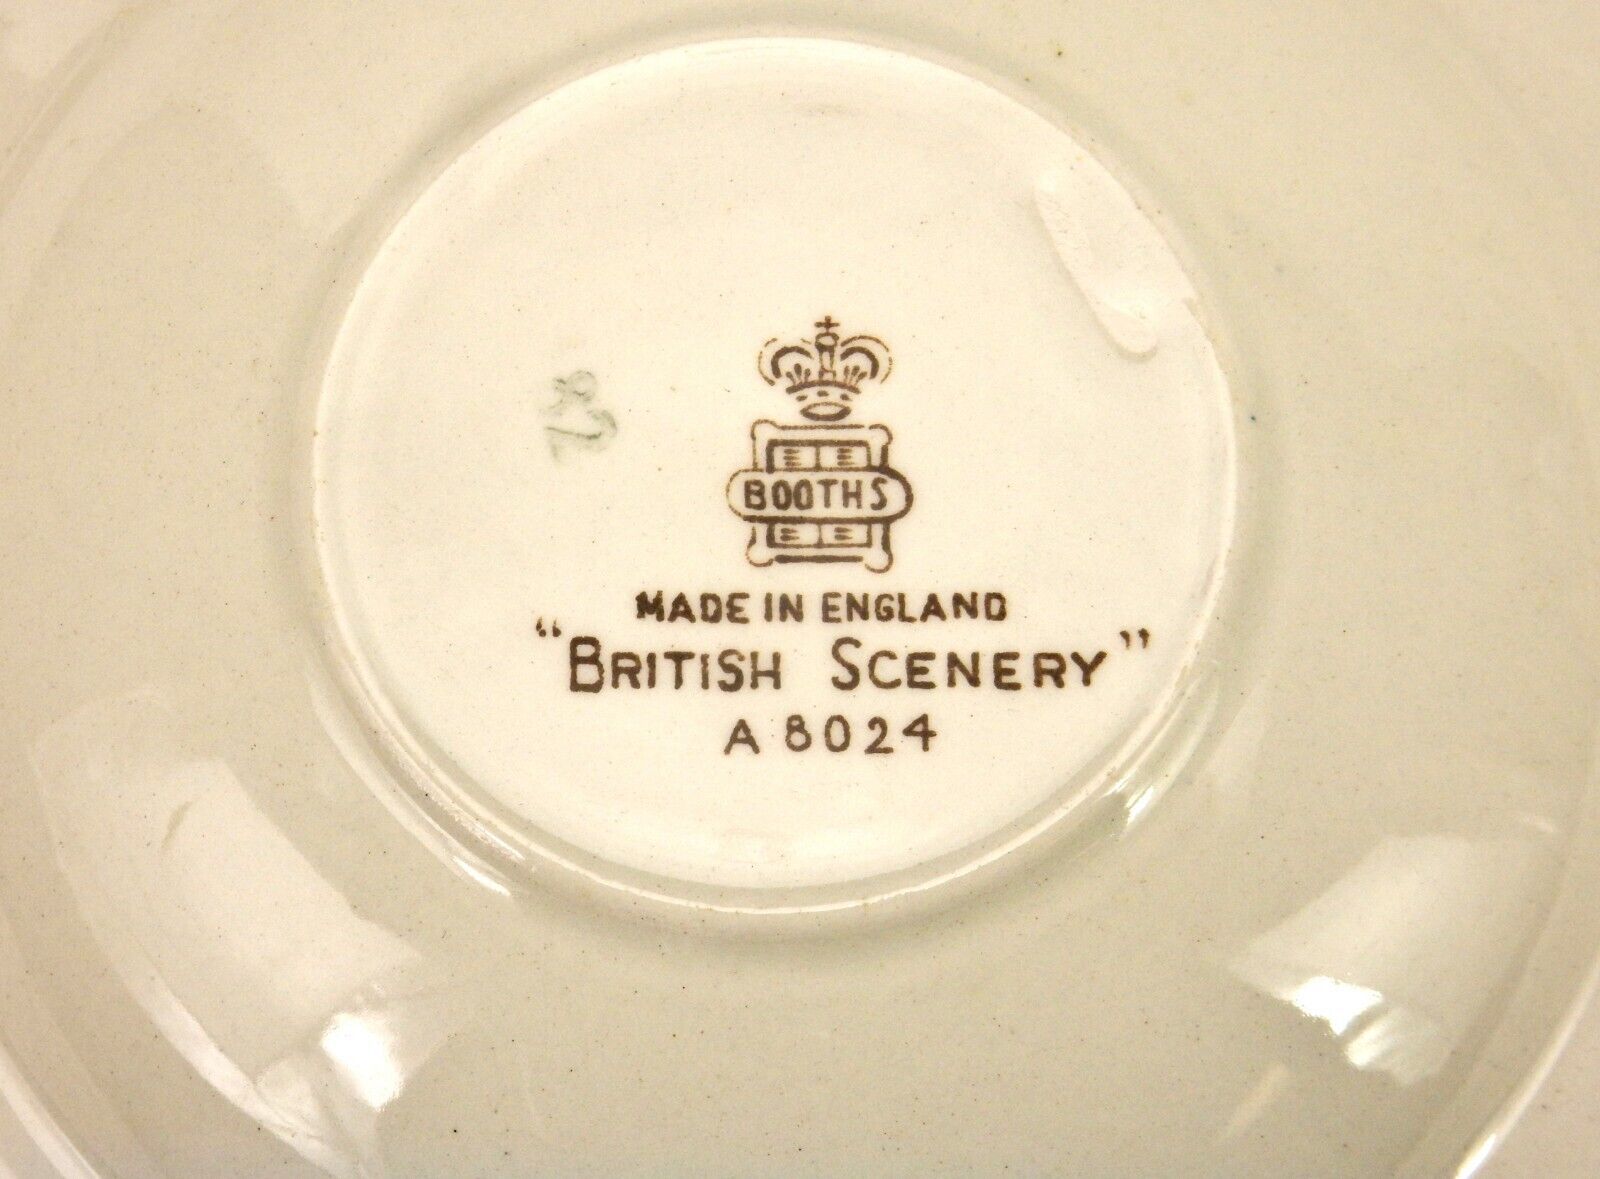 BOOTHS
MADE IN ENGLAND
"BRITISH SCENERY"
A 8024